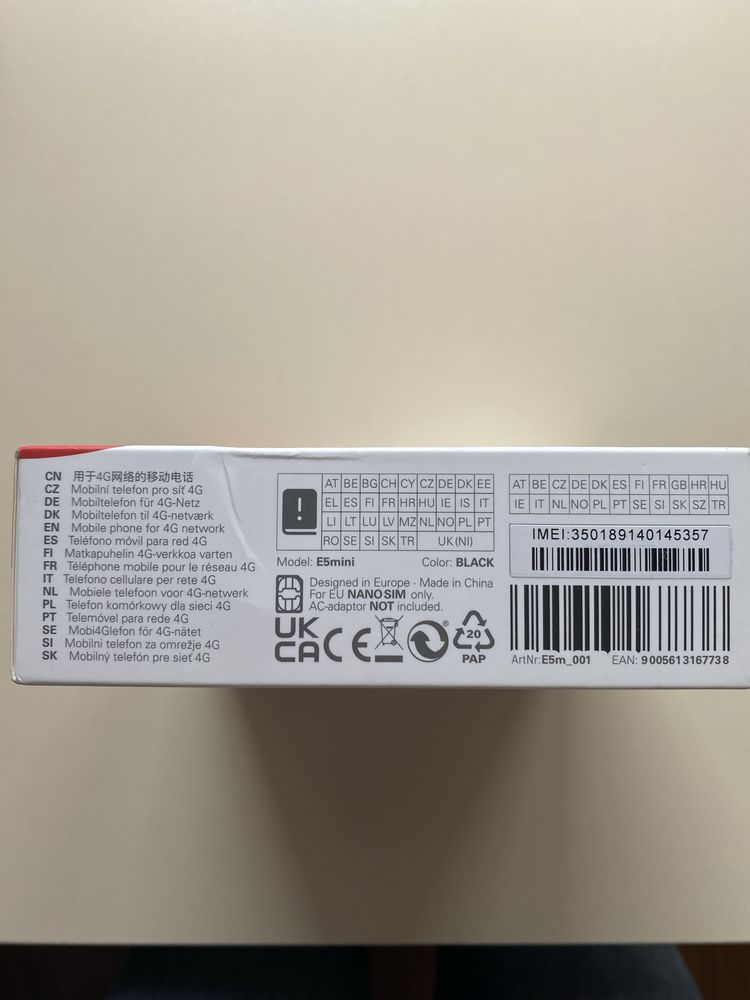 CN 用于4G网络的移动电话
CZ Mobilní telefon pro síť 4G
DE Mobiltelefon für 4G-Netz
DK Mobiltelefon til 4G-netværk
EN Mobile phone for 4G network
ES Teléfono móvil para red 4G
FI Matkapuhelin 4G-verkkoa varten
FR Téléphone mobile pour le réseau 4G
IT Telefono cellulare per rete 4G
NL Mobiele telefoon voor 4G-netwerk
PL Telefon komórkowy dla sieci 4G
PT Telemóvel para rede 4G
SE Mobi4Glefon för 4G-nätet
SI Mobilni telefon za omrežje 4G
SK Mobilný telefón pre sieť 4G
AT BE BG CH CY CZ DE DK EE
EL ES FI FR HR HU IE IS IT
LI LT LU LV MZ NL NO PL PT
RO SE SI SK TR UK(NI)
Model: E5mini Color: BLACK
Designed in Europe · Made in China
For EU NANO SIM only.
AC-adaptor NOT included.
UK
CA CE
20
PAP
AT BE CZ DE DK ES FI FR GB HR HU
IE IT NL NO PL PT SE SI SK SZ TR
IMEI:350189140145357
ArtNr:E5m_001 EAN: 9005613167738